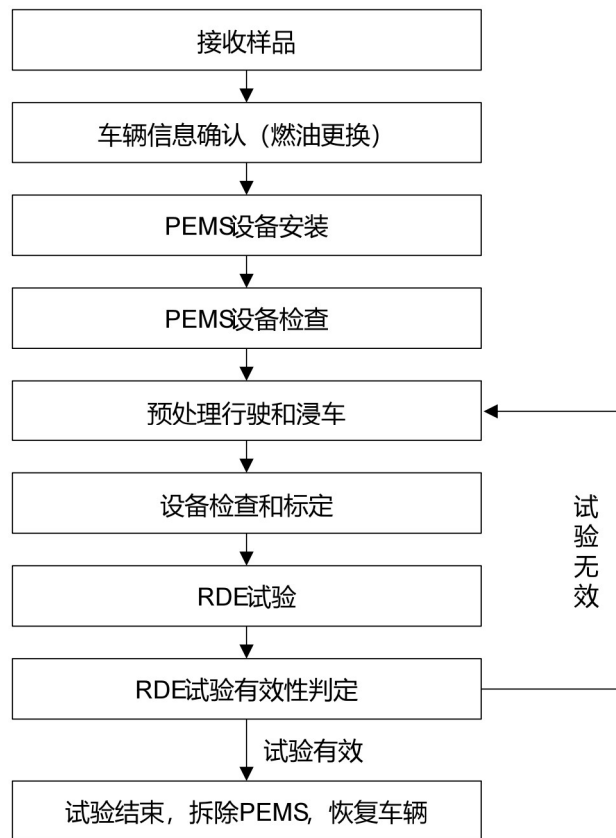 接收样品
车辆信息确认（燃油更换）
PEMS设备安装
PEMS设备检查
预处理行驶和浸车
设备检查和标定
试验无效
RDE试验
RDE试验有效性判定
试验有效
试验结束，拆除PEMS，恢复车辆